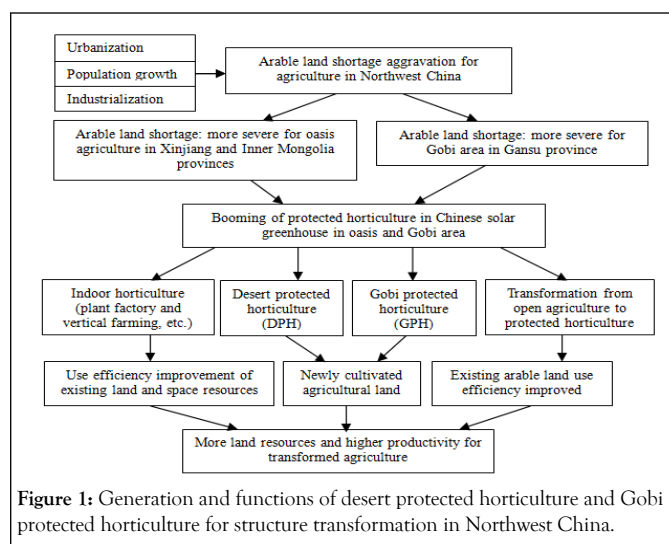 Urbanization
Population growth
Industrialization
Arable land shortage aggravation for
agriculture in Northwest China
Arable land shortage: more severe for oasis
agriculture in Xinjiang and Inner Mongolia
provinces
Arable land shortage: more severe for
Gobi area in Gansu province
Booming of protected horticulture in Chinese solar
greenhouse in oasis and Gobi area
Indoor horticulture
(plant factory and
vertical farming, etc.)
Desert protected
horticulture
(DPH)
Gobi protected
horticulture
(GPH)
Transformation from
open agriculture to
protected horticulture
Use efficiency improvement of
existing land and space resources
Newly cultivated
agricultural land
Existing arable land use
efficiency improved
More land resources and higher productivity for
transformed agriculture
Figure 1: Generation and functions of desert protected horticulture and Gobi
protected horticulture for structure transformation in Northwest China.